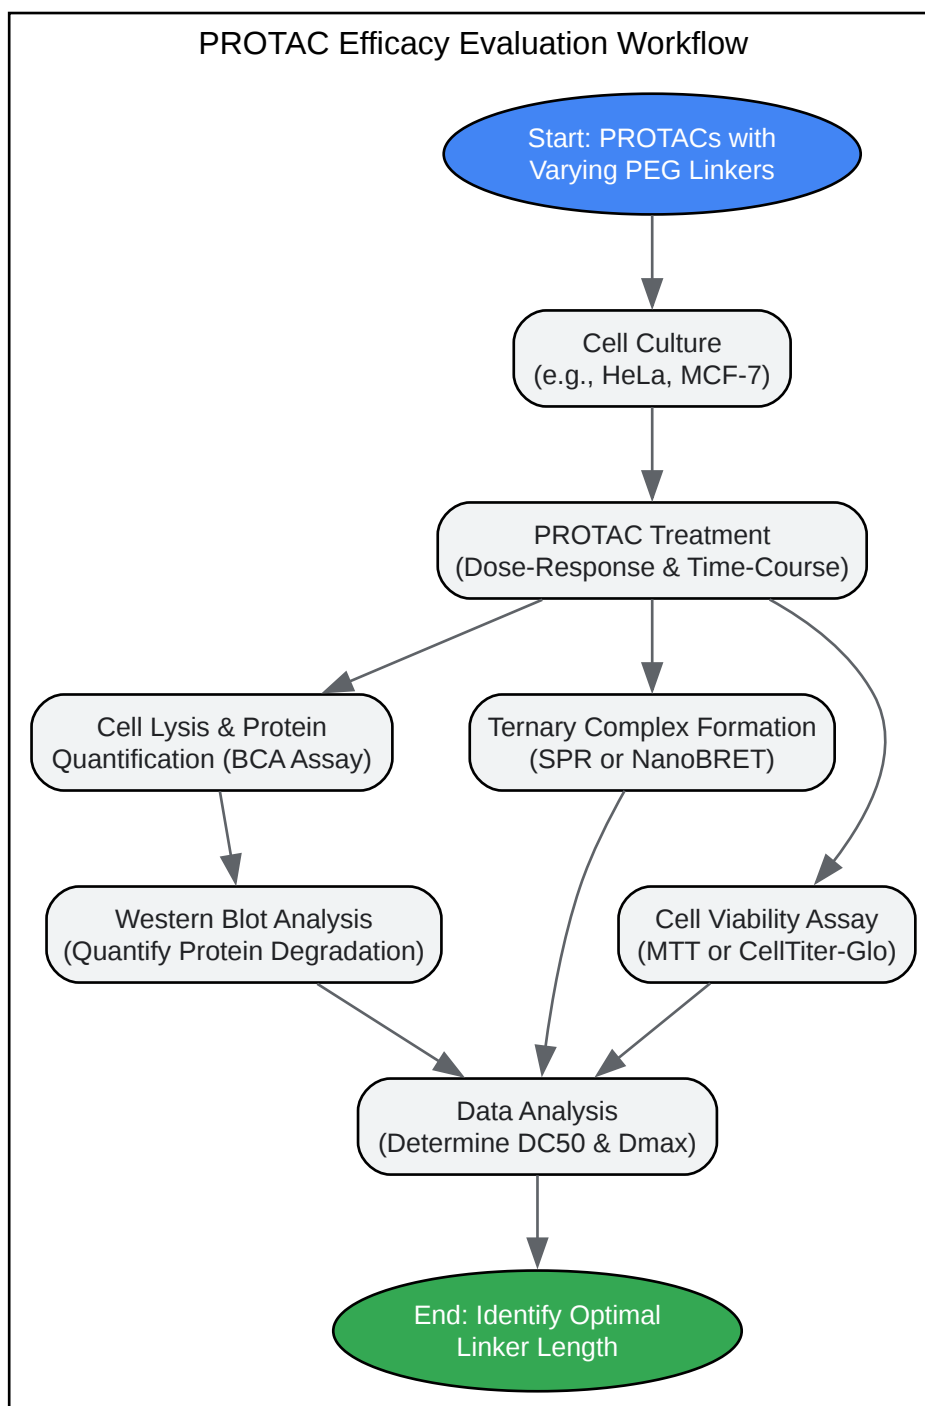 PROTAC Efficacy Evaluation Workflow
Start: PROTACs with
Varying PEG Linkers
Cell Culture
(e.g., HeLa, MCF-7)
PROTAC Treatment
(Dose-Response & Time-Course)
Cell Lysis & Protein
Quantification (BCA Assay)
Ternary Complex Formation
(SPR or NanoBRET)
Western Blot Analysis
(Quantify Protein Degradation)
Cell Viability Assay
(MTT or CellTiter-Glo)
Data Analysis
(Determine DC50 & Dmax)
End: Identify Optimal
Linker Length